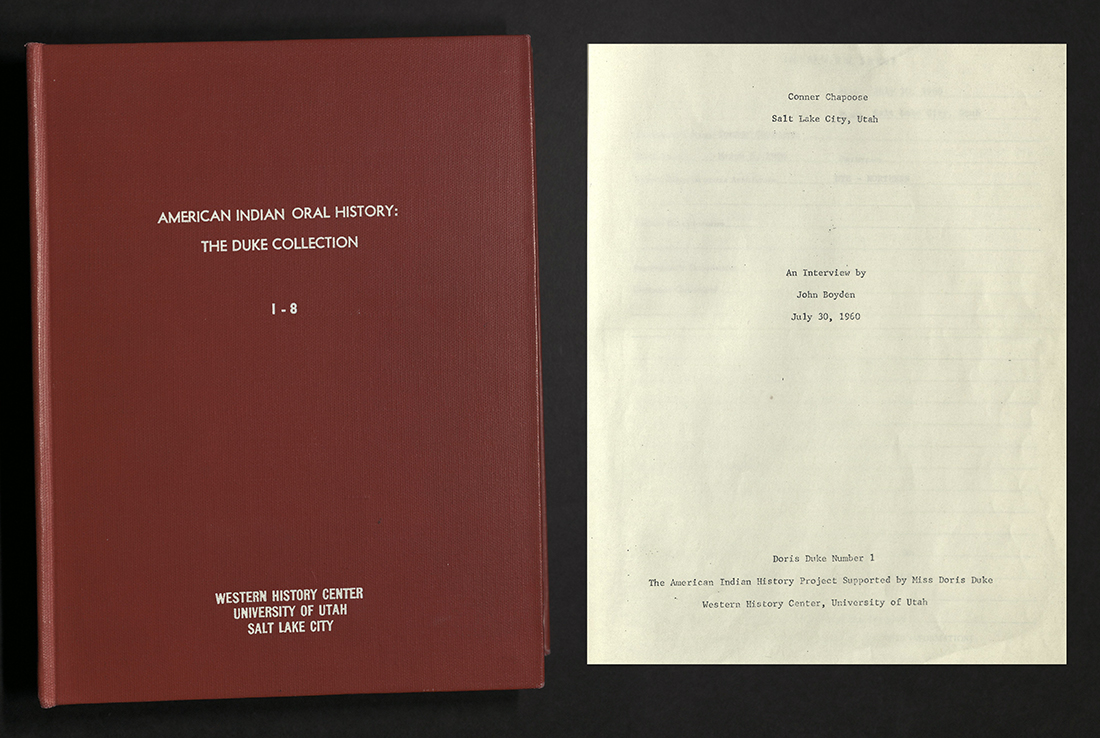 AMERICAN INDIAN ORAL HISTORY:
THE DUKE COLLECTION
1 - 8
WESTERN HISTORY CENTER
UNIVERSITY OF UTAH
SALT LAKE CITY
Conner Chapoose
Salt Lake City, Utah
An Interview by
John Boyden
July 30, 1960
Doris Duke Number 1
The American Indian History Project Supported by Miss Doris Duke
Western History Center, University of Utah